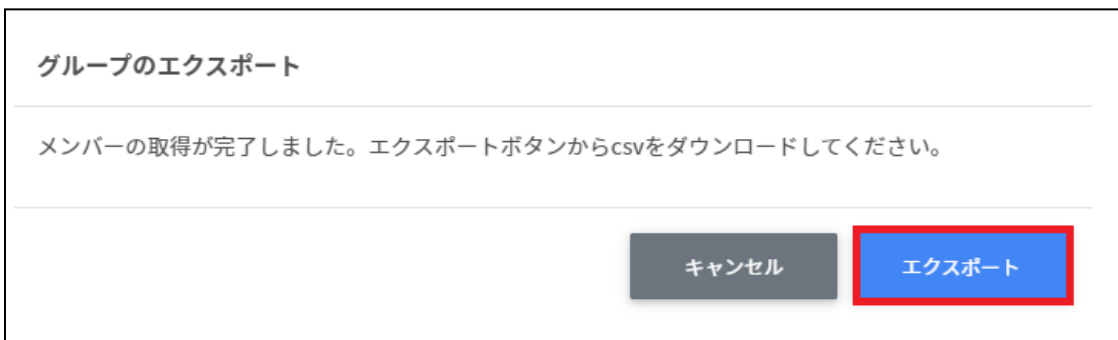 グループのエクスポート
メンバーの取得が完了しました。エクスポートボタンからcsvをダウンロードしてください。
キャンセル
エクスポート